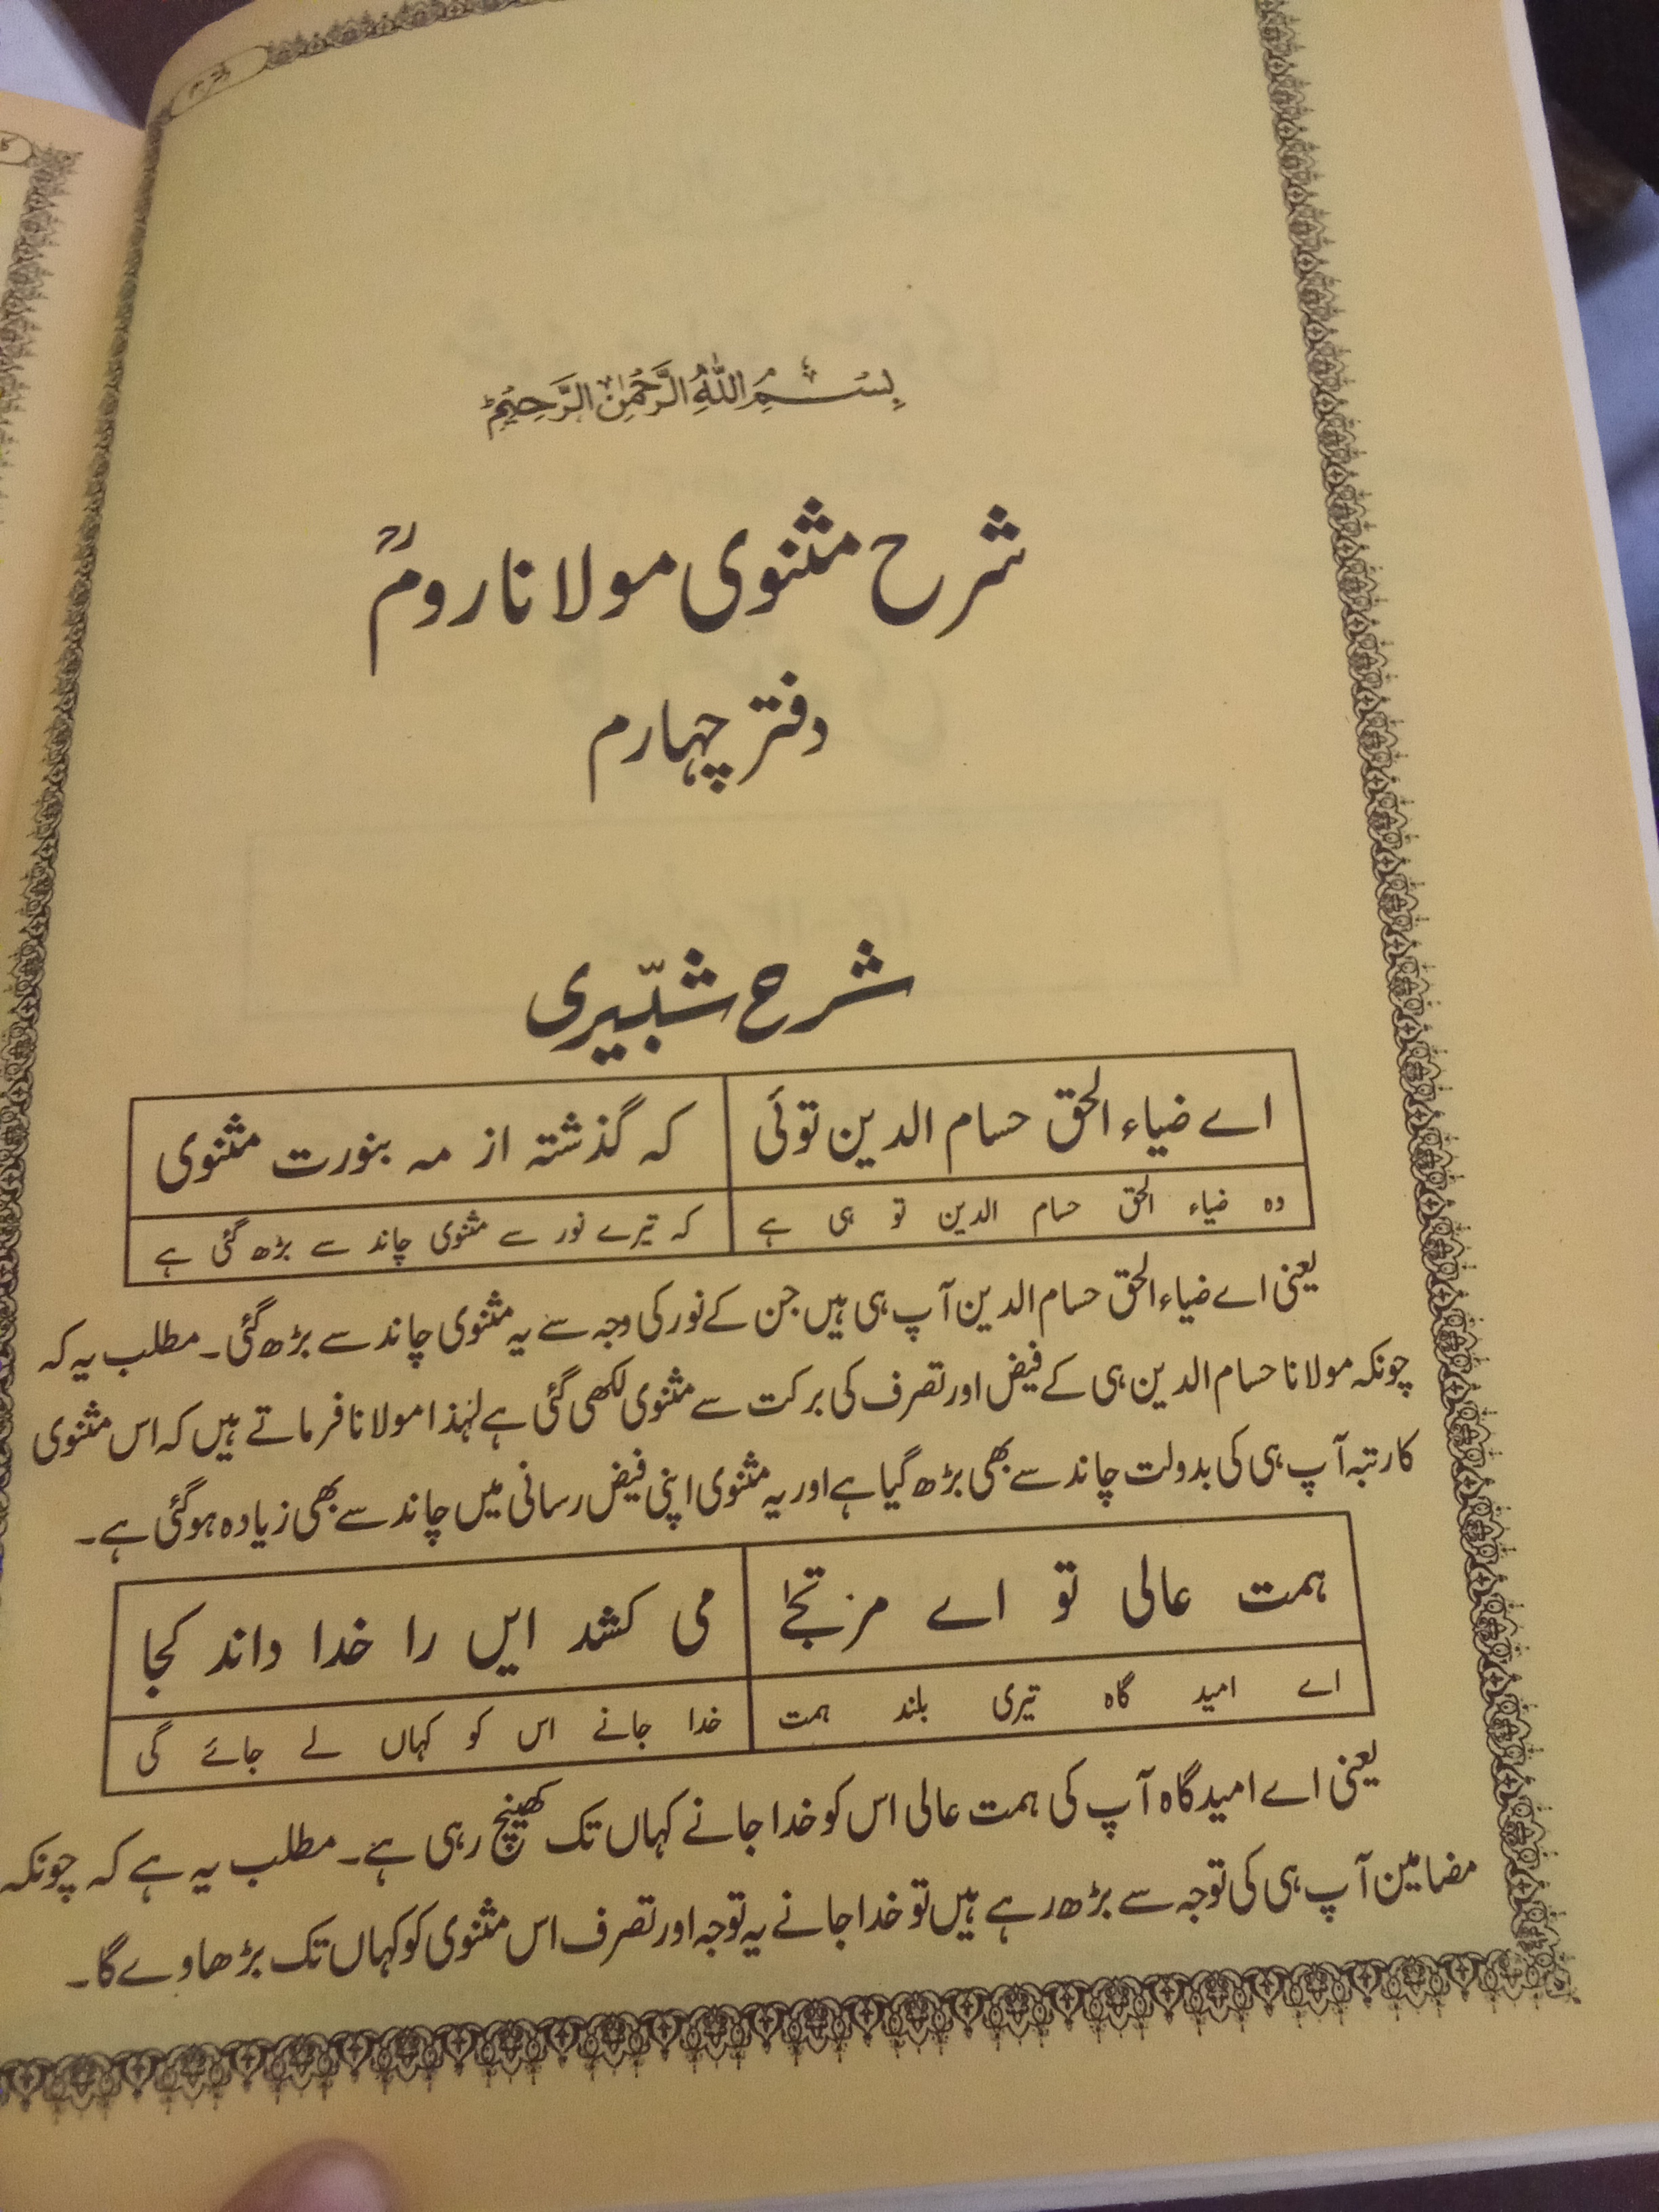 بِسْمِ اللّٰهِ الرَّحْمٰنِ الرَّحِيْمِ
شرح مثنوی مولانا رومؒ
دفتر چہارم
شرح شبّیری
اے ضیاء الحق حسام الدین توئی	کہ گذشتہ از مہ بنورت مثنوی
وہ ضیاء الحق حسام الدین تو ہی ہے	کہ تیرے نور سے مثنوی چاند سے بڑھ گئی ہے
یعنی اے ضیاء الحق حسام الدین آپ ہی ہیں جن کے نور کی وجہ سے یہ مثنوی چاند سے بڑھ گئی۔ مطلب یہ کہ
چونکہ مولانا حسام الدین ہی کے فیض اور تصرف کی برکت سے مثنوی لکھی گئی ہے لہٰذا مولانا فرماتے ہیں کہ اس مثنوی
کا رتبہ آپ ہی کی بدولت چاند سے بھی بڑھ گیا ہے اور یہ مثنوی اپنی فیض رسانی میں چاند سے بھی زیادہ ہو گئی ہے۔
ہمت عالی تو اے مرتجےٰ	می کشد ایں را خدا داند کجا
اے امید گاہ تیری بلند ہمت	خدا جانے اس کو کہاں لے جائے گی
یعنی اے امید گاہ آپ کی ہمت عالی اس کو خدا جانے کہاں تک کھینچ رہی ہے۔ مطلب یہ ہے کہ چونکہ
مضامین آپ ہی کی توجہ سے بڑھ رہے ہیں تو خدا جانے یہ توجہ اور تصرف اس مثنوی کو کہاں تک بڑھاوے گا۔